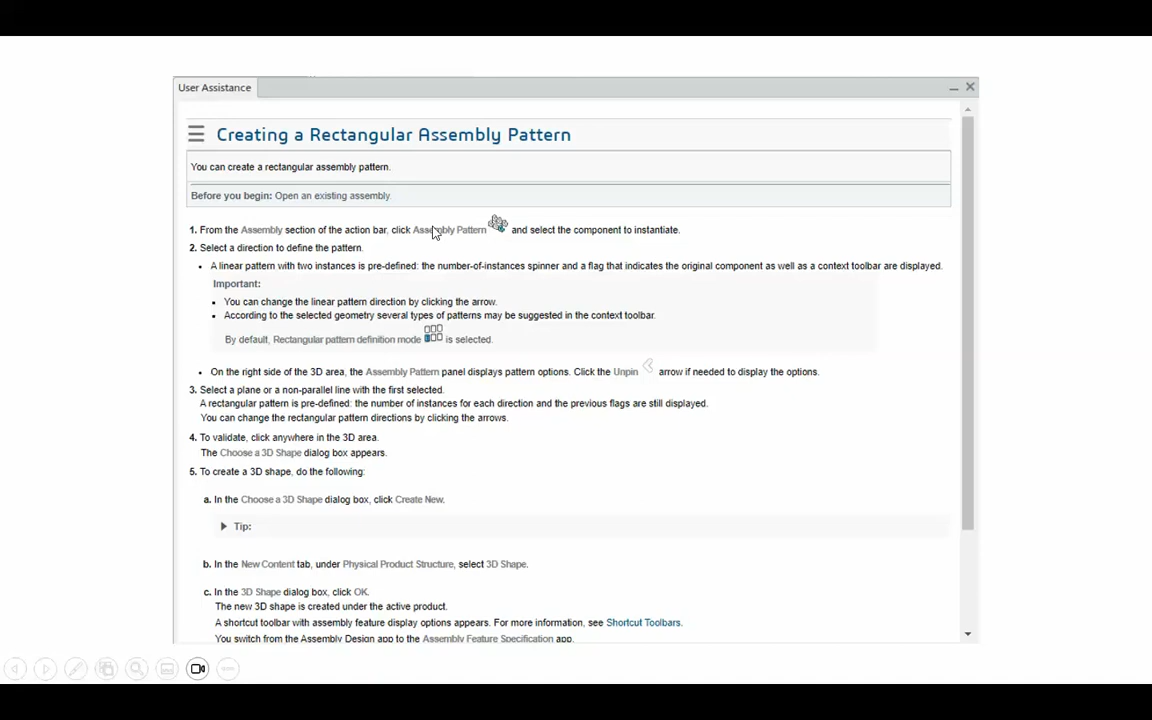 User Assistance
Creating a Rectangular Assembly Pattern
You can create a rectangular assembly pattern.
Before you begin: Open an existing assembly.
1. From the Assembly section of the action bar, click Assembly Pattern and select the component to instantiate.
2. Select a direction to define the pattern.
• A linear pattern with two instances is pre-defined: the number-of-instances spinner and a flag that indicates the original component as well as a context toolbar are displayed.
Important:
• You can change the linear pattern direction by clicking the arrow.
• According to the selected geometry several types of patterns may be suggested in the context toolbar.
By default, Rectangular pattern definition mode is selected.
• On the right side of the 3D area, the Assembly Pattern panel displays pattern options. Click the Unpin arrow if needed to display the options.
3. Select a plane or a non-parallel line with the first selected.
A rectangular pattern is pre-defined: the number of instances for each direction and the previous flags are still displayed.
You can change the rectangular pattern directions by clicking the arrows.
4. To validate, click anywhere in the 3D area.
The Choose a 3D Shape dialog box appears.
5. To create a 3D shape, do the following:
a. In the Choose a 3D Shape dialog box, click Create New.
Tip:
b. In the New Content tab, under Physical Product Structure, select 3D Shape.
c. In the 3D Shape dialog box, click OK.
The new 3D shape is created under the active product.
A shortcut toolbar with assembly feature display options appears. For more information, see Shortcut Toolbars.
You switch from the Assembly Design app to the Assembly Feature Specification app.